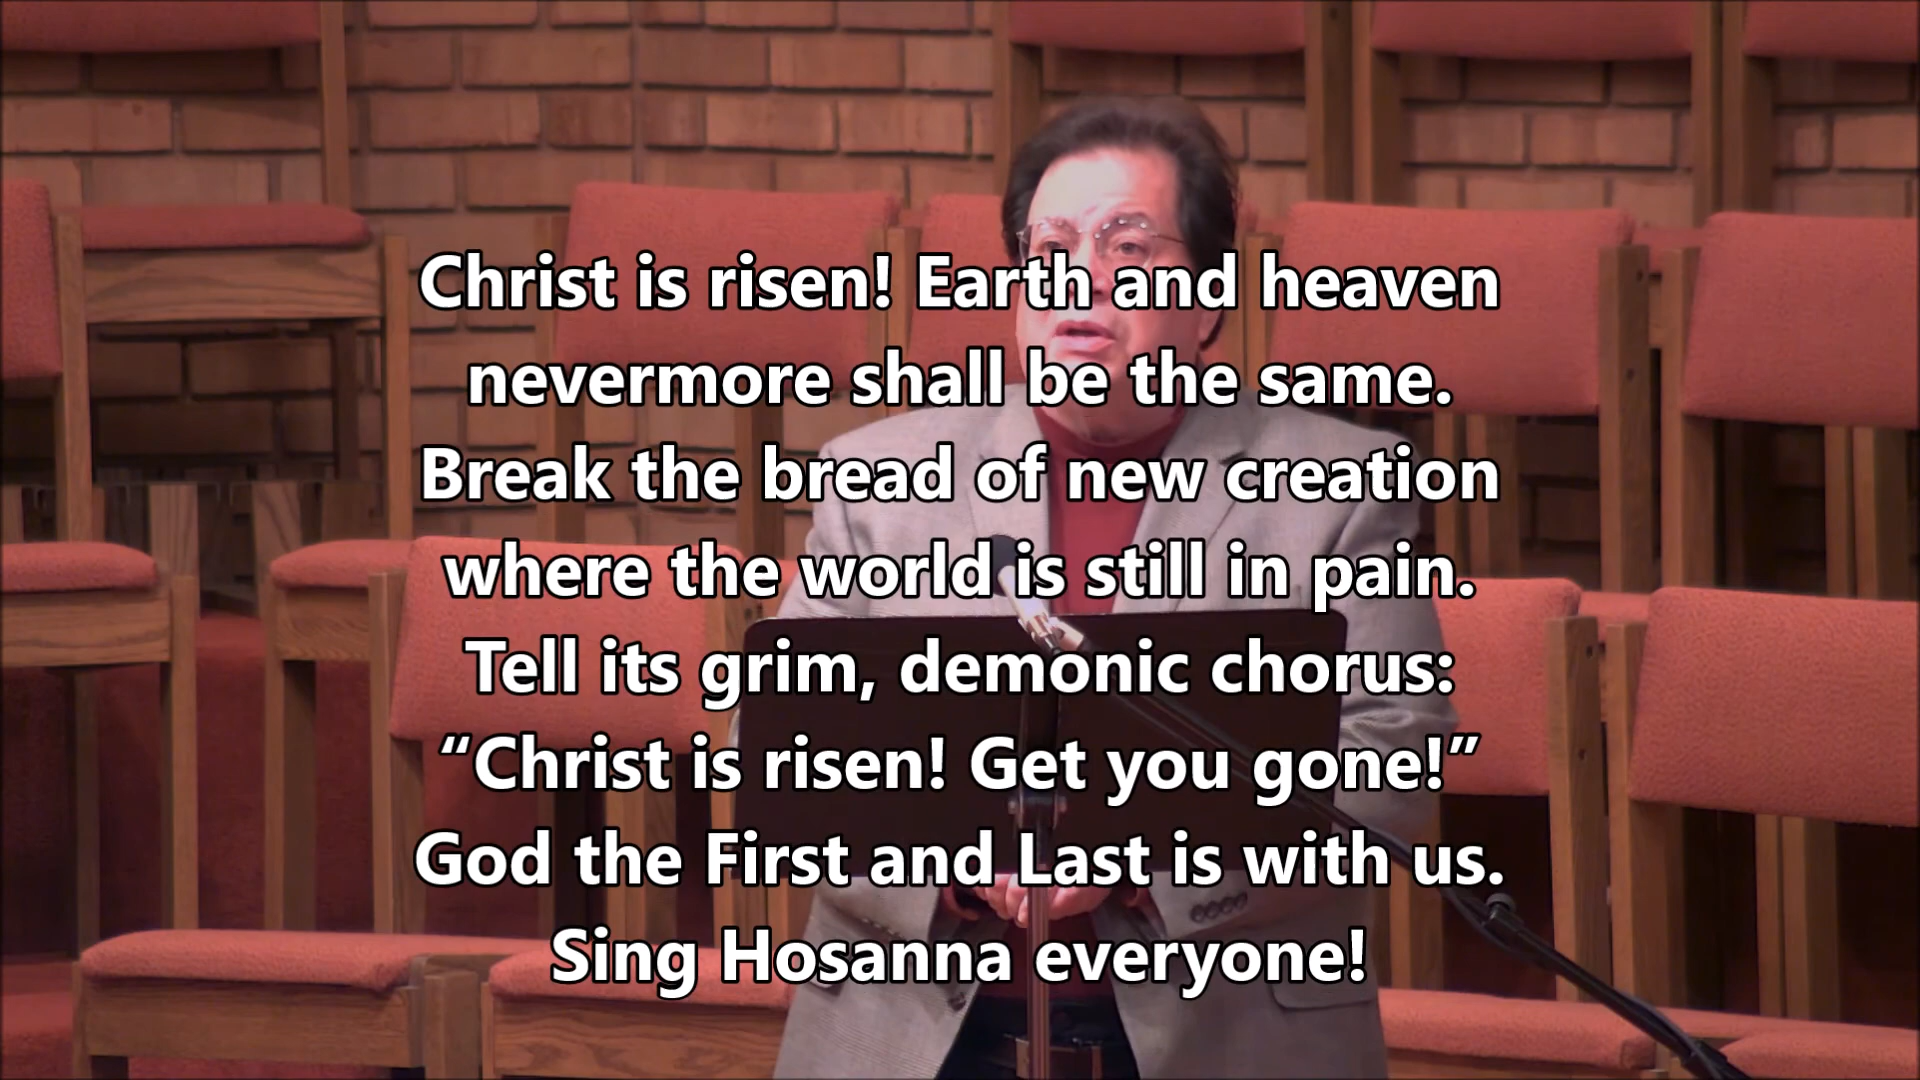 Christ is risen! Earth and heaven
nevermore shall be the same.
Break the bread of new creation
where the world is still in pain.
Tell its grim, demonic chorus:
“Christ is risen! Get you gone!”
God the First and Last is with us.
Sing Hosanna everyone!